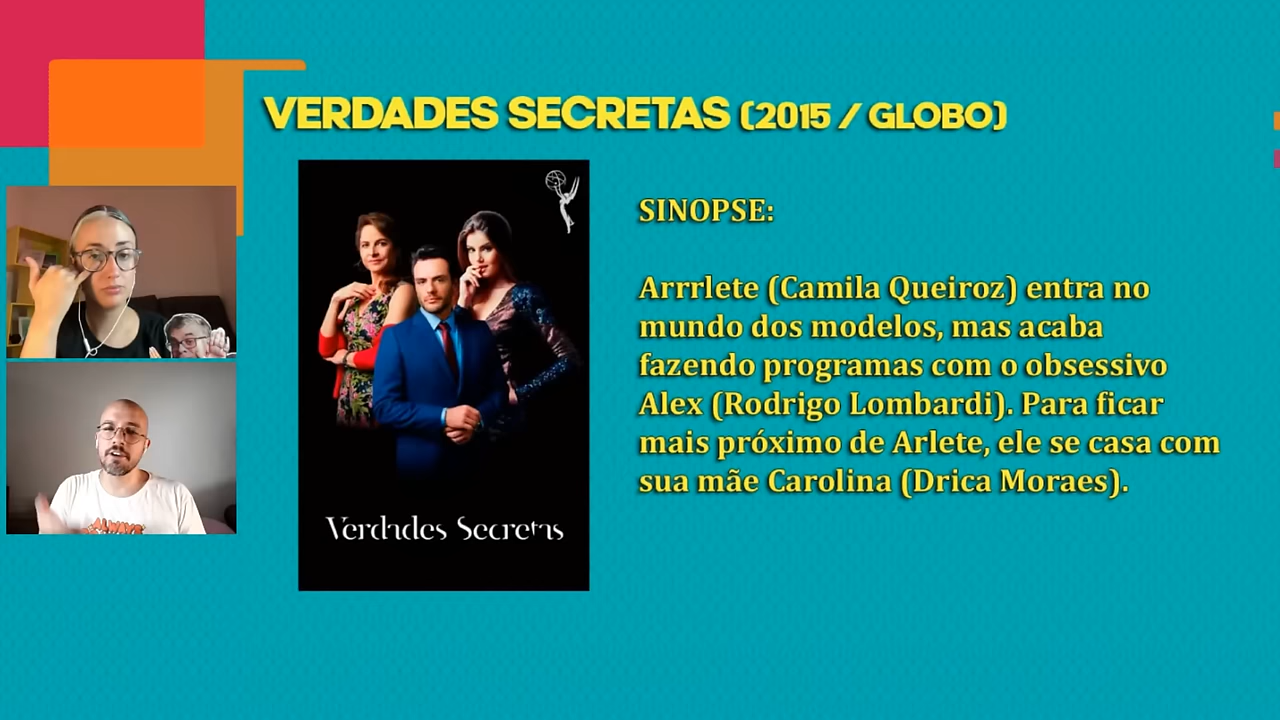 VERDADES SECRETAS (2015 / GLOBO)
SINOPSE:
Arrrlete (Camila Queiroz) entra no
mundo dos modelos, mas acaba
fazendo programas com o obsessivo
Alex (Rodrigo Lombardi). Para ficar
mais próximo de Arlete, ele se casa com
sua mãe Carolina (Drica Moraes).
Verdades Secretas
ALWAYS